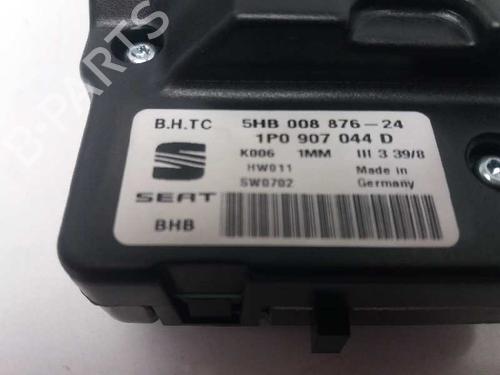 B-PARTS
B.H.TC 5HB 008 876-24
1P0 907 044 D
K006 1MM III 3 39/8
HW011 Made in
SW0702 Germany
SEAT
BHB